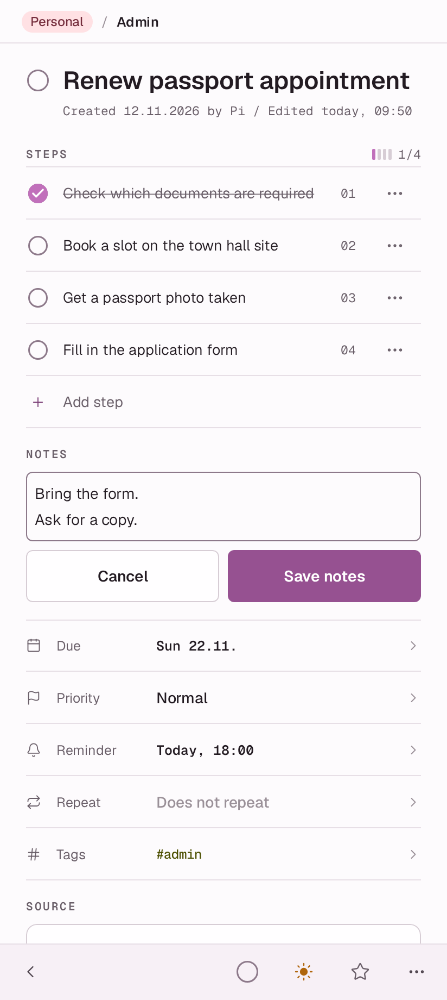 Personal / Admin
Renew passport appointment
Created 12.11.2026 by Pi / Edited today, 09:50
STEPS 1/4
Check which documents are required 01
Book a slot on the town hall site 02
Get a passport photo taken 03
Fill in the application form 04
+ Add step
NOTES
Bring the form.
Ask for a copy.
Cancel Save notes
Due Sun 22.11.
Priority Normal
Reminder Today, 18:00
Repeat Does not repeat
Tags #admin
SOURCE